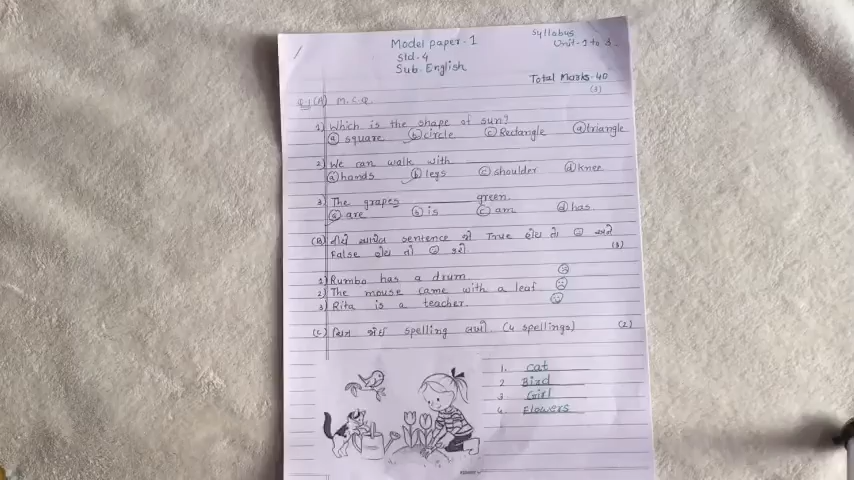 Model paper-1
Syllabus
Unit-1 to 3.
Std-4
Sub. English
Total Marks-40
(3)
Q.1 (A) M.C.Q.
1) Which is the shape of sun?
(a) square (b) circle (c) Rectangle (d) triangle
2) We can walk with
(a) hands (b) legs (c) shoulder (d) knee
3) The grapes ______ green.
(a) are (b) is (c) am (d) has
(B) નીચે આપેલ sentence જો True હોય તો ☺ અને
False હોય તો ☹ કરો. (3)
1) Rumbo has a drum
2) The mouse came with a leaf
3) Rita is a teacher.
(C) ચિત્ર જોઈ spelling લખો. (4 spellings) (2)
1. cat
2 Bird
3 Girl
4. Flowers